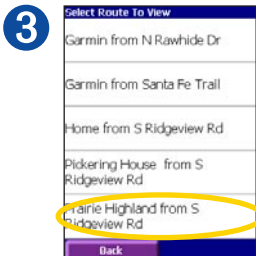 3
Select Route To View
Garmin from N Rawhide Dr
Garmin from Santa Fe Trail
Home from S Ridgeview Rd
Pickering House from S
Ridgeview Rd
Prairie Highland from S
Ridgeview Rd
Back